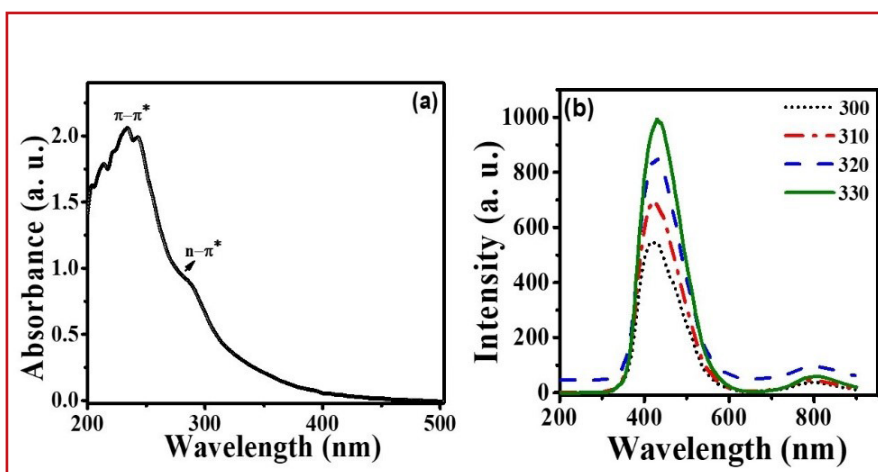 (a)
π–π*
n–π*
2.0
1.5
1.0
0.5
0.0
200 300 400 500
Absorbance (a. u.)
Wavelength (nm)
(b)
300
310
320
330
1000
800
600
400
200
0
200 400 600 800
Intensity (a. u.)
Wavelength (nm)